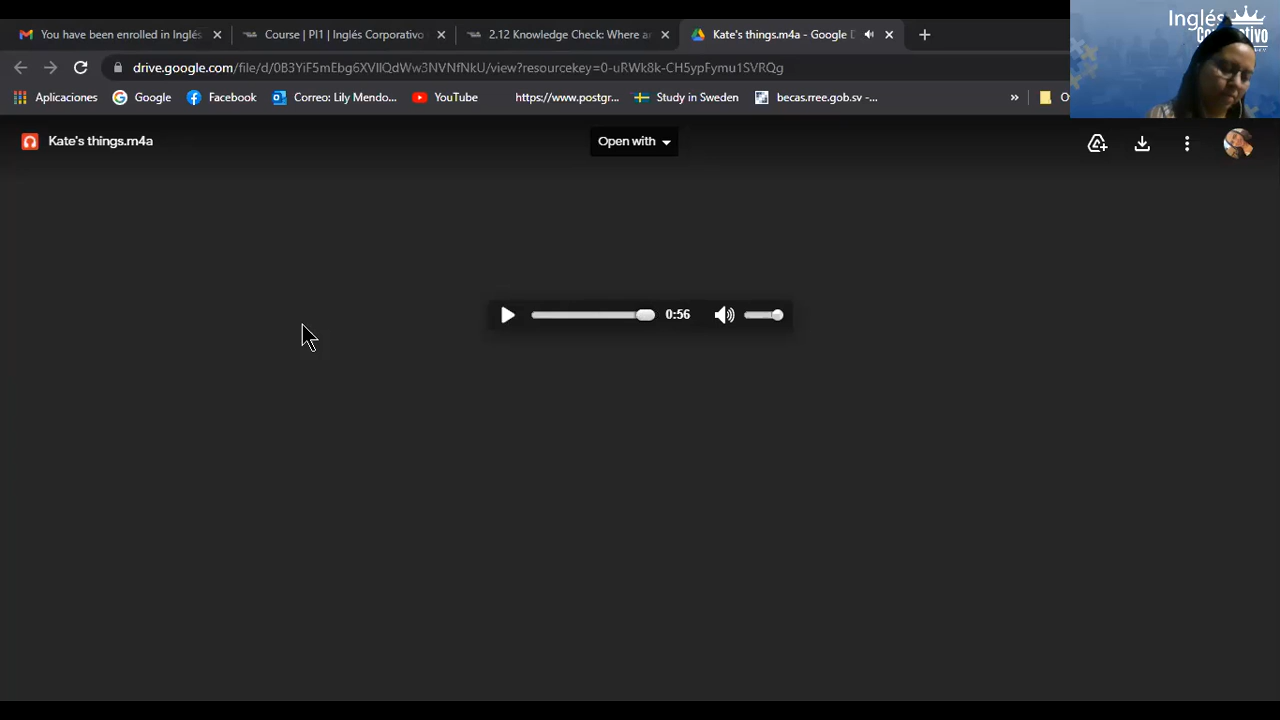 You have been enrolled in Inglés
Course | PI1 | Inglés Corporativo
2.12 Knowledge Check: Where ar
Kate's things.m4a - Google D
Inglés
drive.google.com/file/d/0B3YiF5mEbg6XVllQdWw3NVNfNkU/view?resourcekey=0-uRWk8k-CH5ypFymu1SVRQg
Aplicaciones Google Facebook Correo: Lily Mendo... YouTube https://www.postgr... Study in Sweden becas.rree.gob.sv -... » O
Kate's things.m4a
Open with
0:56